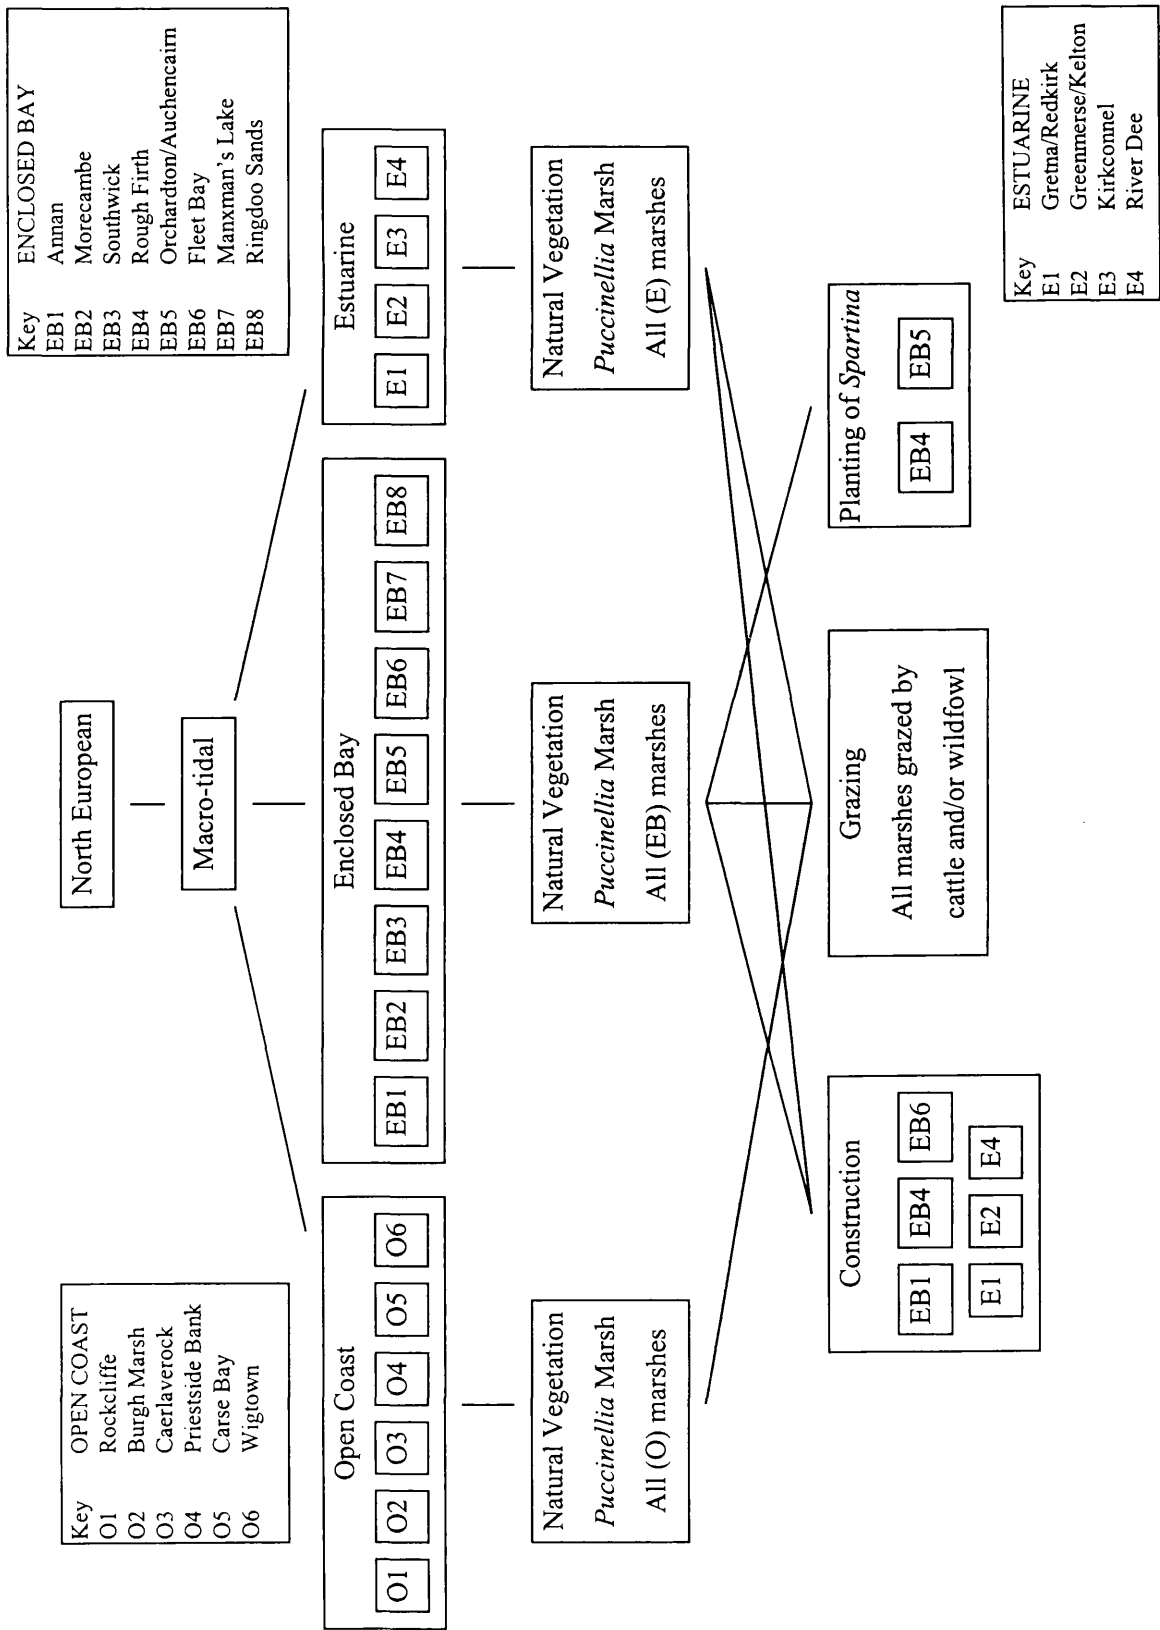 North European
Macro-tidal
Key OPEN COAST
O1 Rockcliffe
O2 Burgh Marsh
O3 Caerlaverock
O4 Priestside Bank
O5 Carse Bay
O6 Wigtown
Key ENCLOSED BAY
EB1 Annan
EB2 Morecambe
EB3 Southwick
EB4 Rough Firth
EB5 Orchardton/Auchencairn
EB6 Fleet Bay
EB7 Manxman's Lake
EB8 Ringdoo Sands
Open Coast
O1 O2 O3 O4 O5 O6
Enclosed Bay
EB1 EB2 EB3 EB4 EB5 EB6 EB7 EB8
Estuarine
E1 E2 E3 E4
Natural Vegetation
Puccinellia Marsh
All (O) marshes
Natural Vegetation
Puccinellia Marsh
All (EB) marshes
Natural Vegetation
Puccinellia Marsh
All (E) marshes
Construction
EB1 EB4 EB6
E1 E2 E4
Grazing
All marshes grazed by
cattle and/or wildfowl
Planting of Spartina
EB4 EB5
Key ESTUARINE
E1 Gretna/Redkirk
E2 Greenmerse/Kelton
E3 Kirkconnel
E4 River Dee